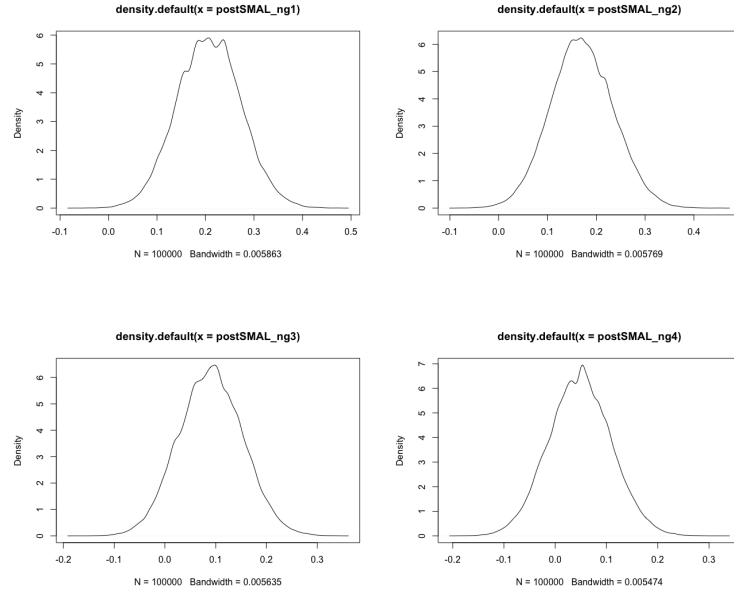 density.default(x = postSMAL_ng1)
Density
0 1 2 3 4 5 6
-0.1 0.0 0.1 0.2 0.3 0.4 0.5
N = 100000 Bandwidth = 0.005863
density.default(x = postSMAL_ng2)
Density
0 1 2 3 4 5 6
-0.1 0.0 0.1 0.2 0.3 0.4
N = 100000 Bandwidth = 0.005769
density.default(x = postSMAL_ng3)
Density
0 1 2 3 4 5 6
-0.2 -0.1 0.0 0.1 0.2 0.3
N = 100000 Bandwidth = 0.005635
density.default(x = postSMAL_ng4)
Density
0 1 2 3 4 5 6 7
-0.2 -0.1 0.0 0.1 0.2 0.3
N = 100000 Bandwidth = 0.005474